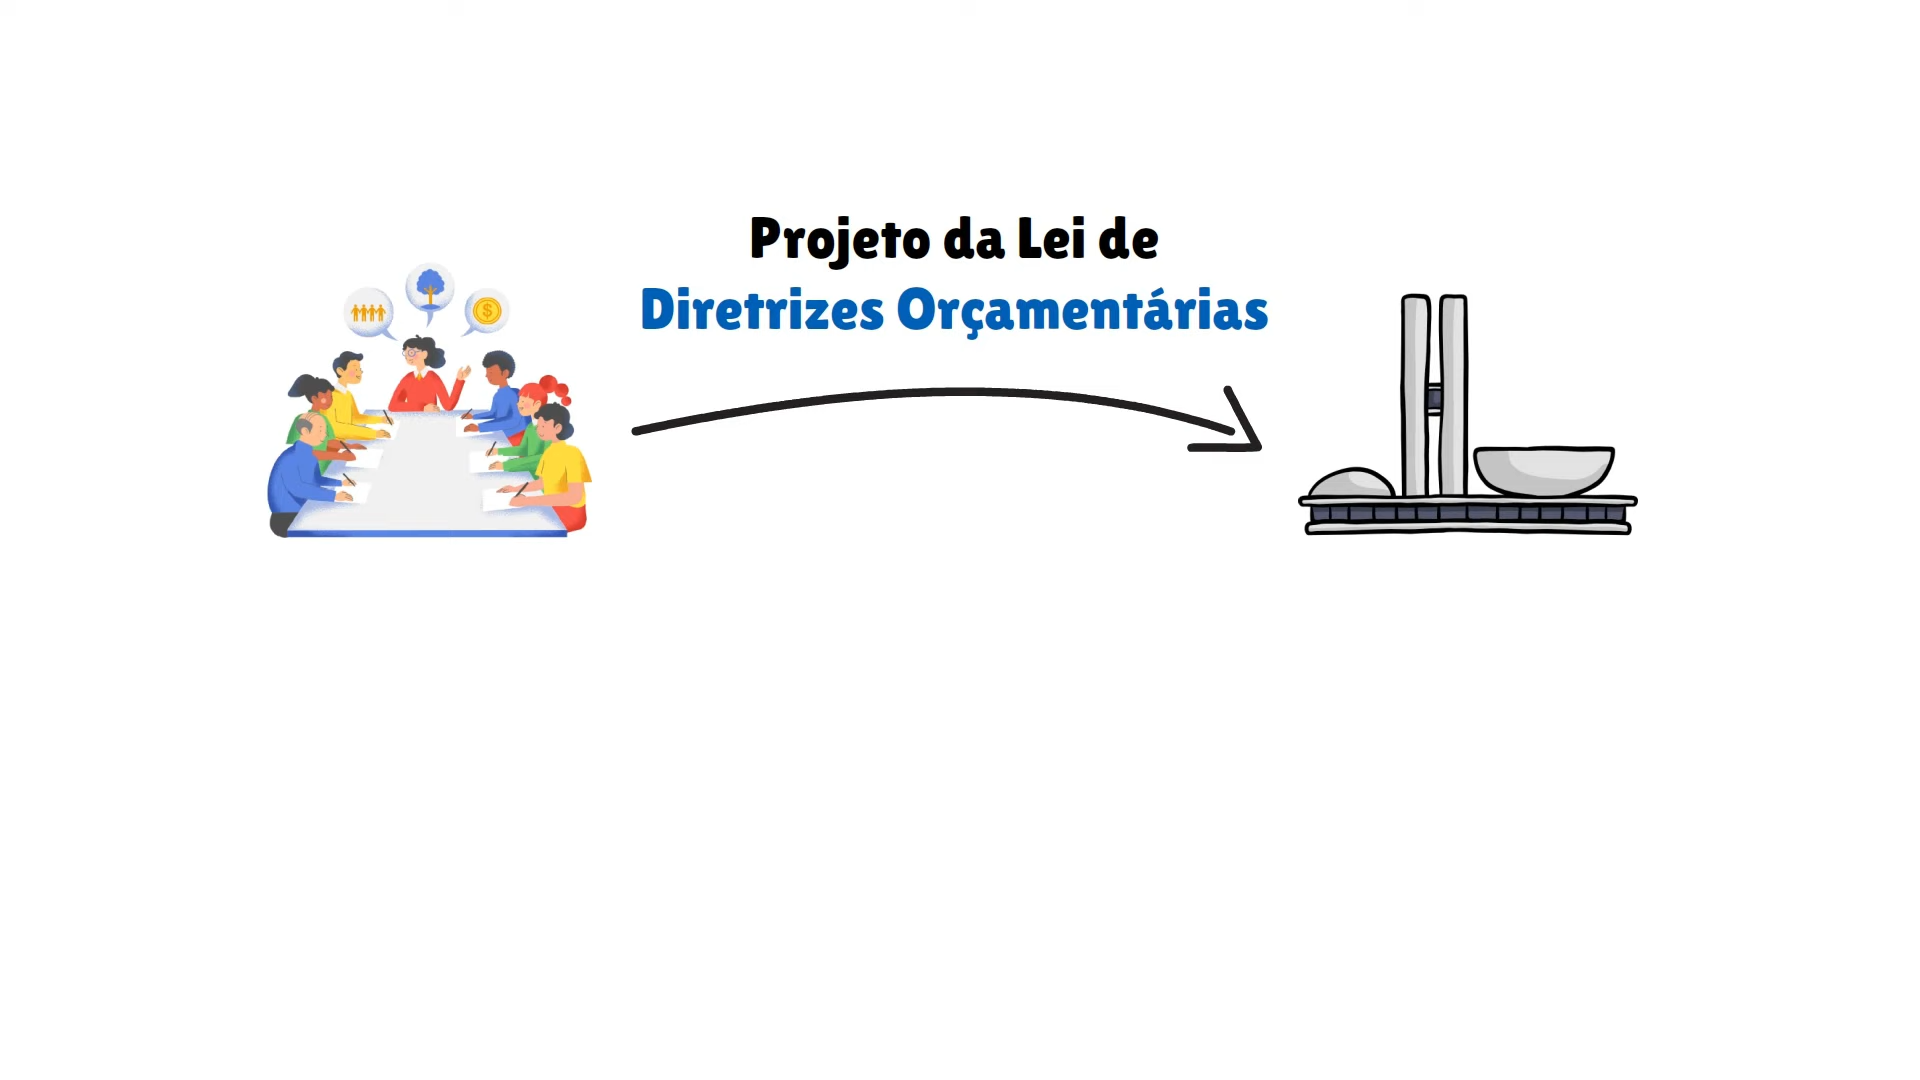 Projeto da Lei de
Diretrizes Orçamentárias
$